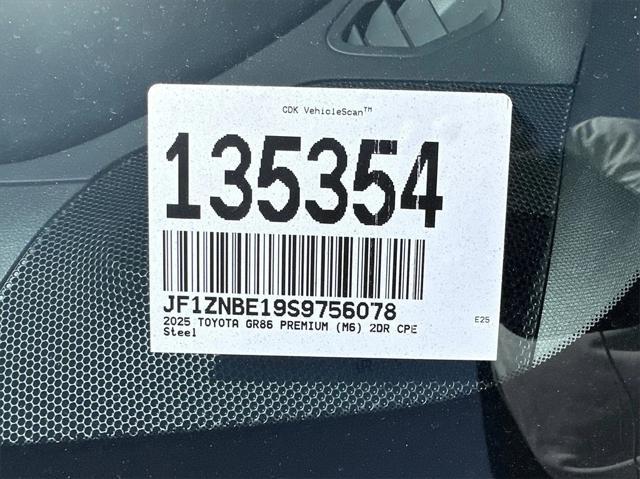 CDK VehicleScan™
135354
JF1ZNBE19S9756078
2025 TOYOTA GR86 PREMIUM (M6) 2DR CPE
E25
Steel